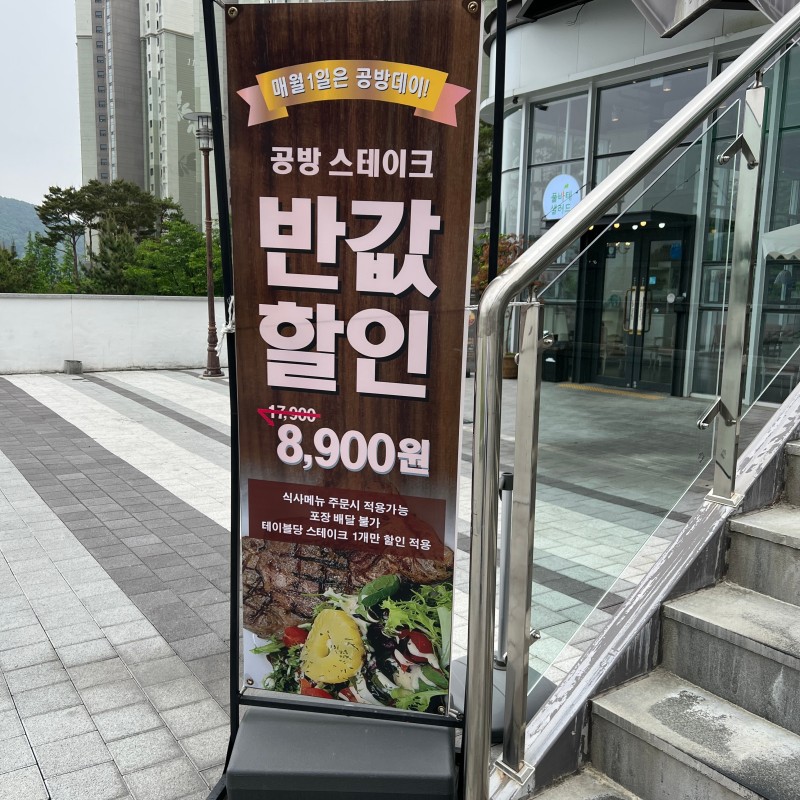 매월 1일은 공방데이!
공방 스테이크
반값
할인
17,900
8,900원
식사메뉴 주문시 적용가능
포장 배달 불가
테이블당 스테이크 1개만 할인 적용